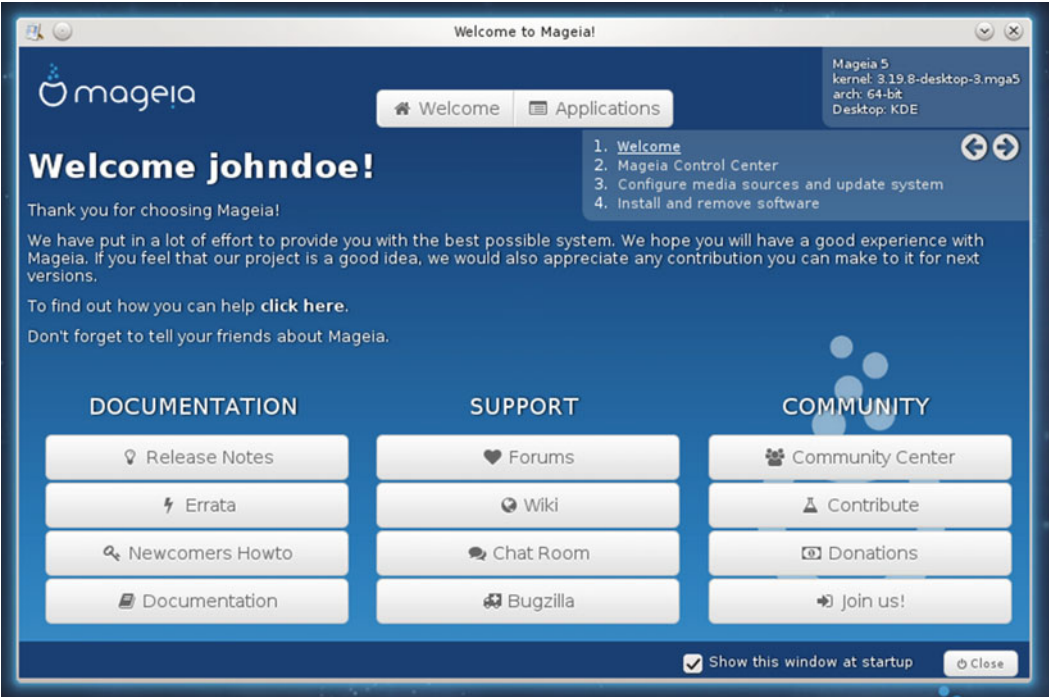 Welcome to Mageia!
mageia
Welcome
Applications
Mageia 5
kernel: 3.19.8-desktop-3.mga5
arch: 64-bit
Desktop: KDE
1. Welcome
2. Mageia Control Center
3. Configure media sources and update system
4. Install and remove software
Welcome johndoe!
Thank you for choosing Mageia!
We have put in a lot of effort to provide you with the best possible system. We hope you will have a good experience with
Mageia. If you feel that our project is a good idea, we would also appreciate any contribution you can make to it for next
versions.
To find out how you can help click here.
Don't forget to tell your friends about Mageia.
DOCUMENTATION
Release Notes
Errata
Newcomers Howto
Documentation
SUPPORT
Forums
Wiki
Chat Room
Bugzilla
COMMUNITY
Community Center
Contribute
Donations
Join us!
Show this window at startup
Close